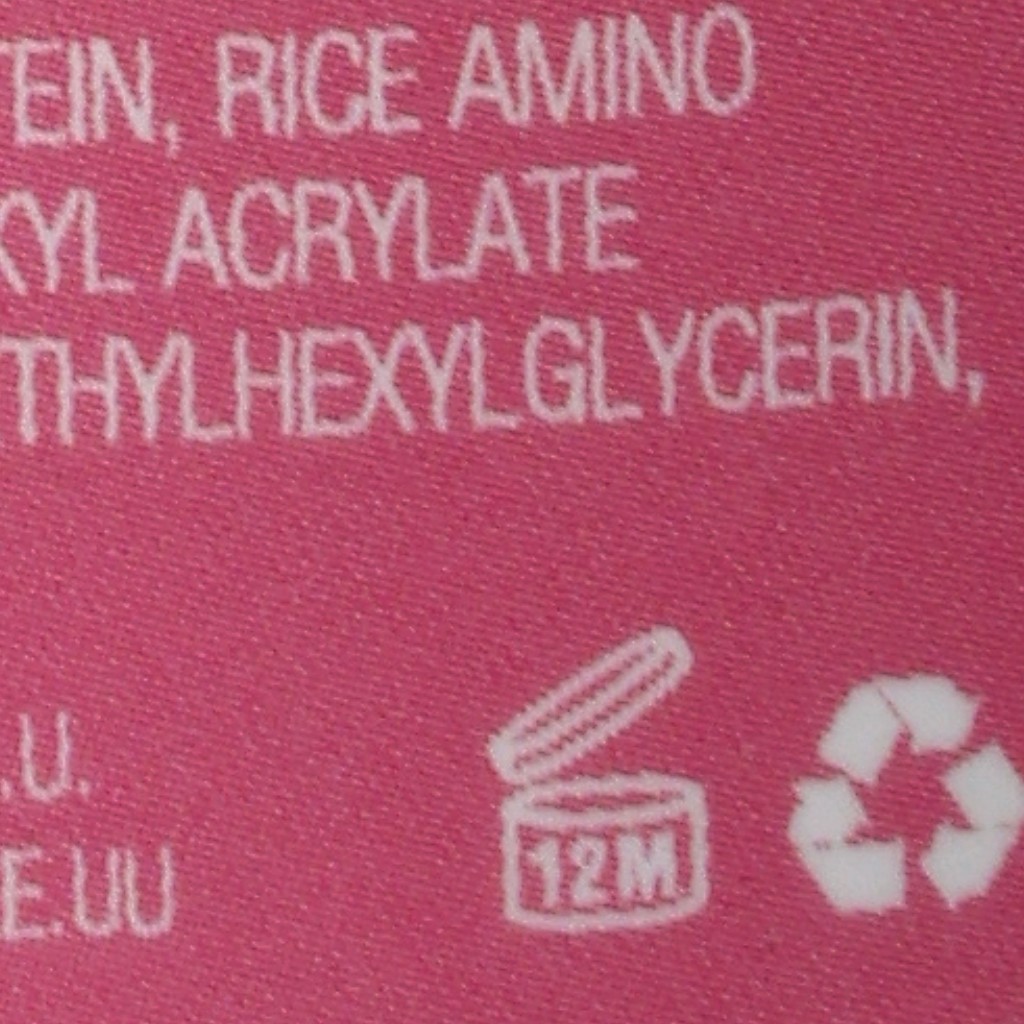 TEIN, RICE AMINO
XYL ACRYLATE
THYLHEXYLGLYCERIN,
.U.
E.UU
12M